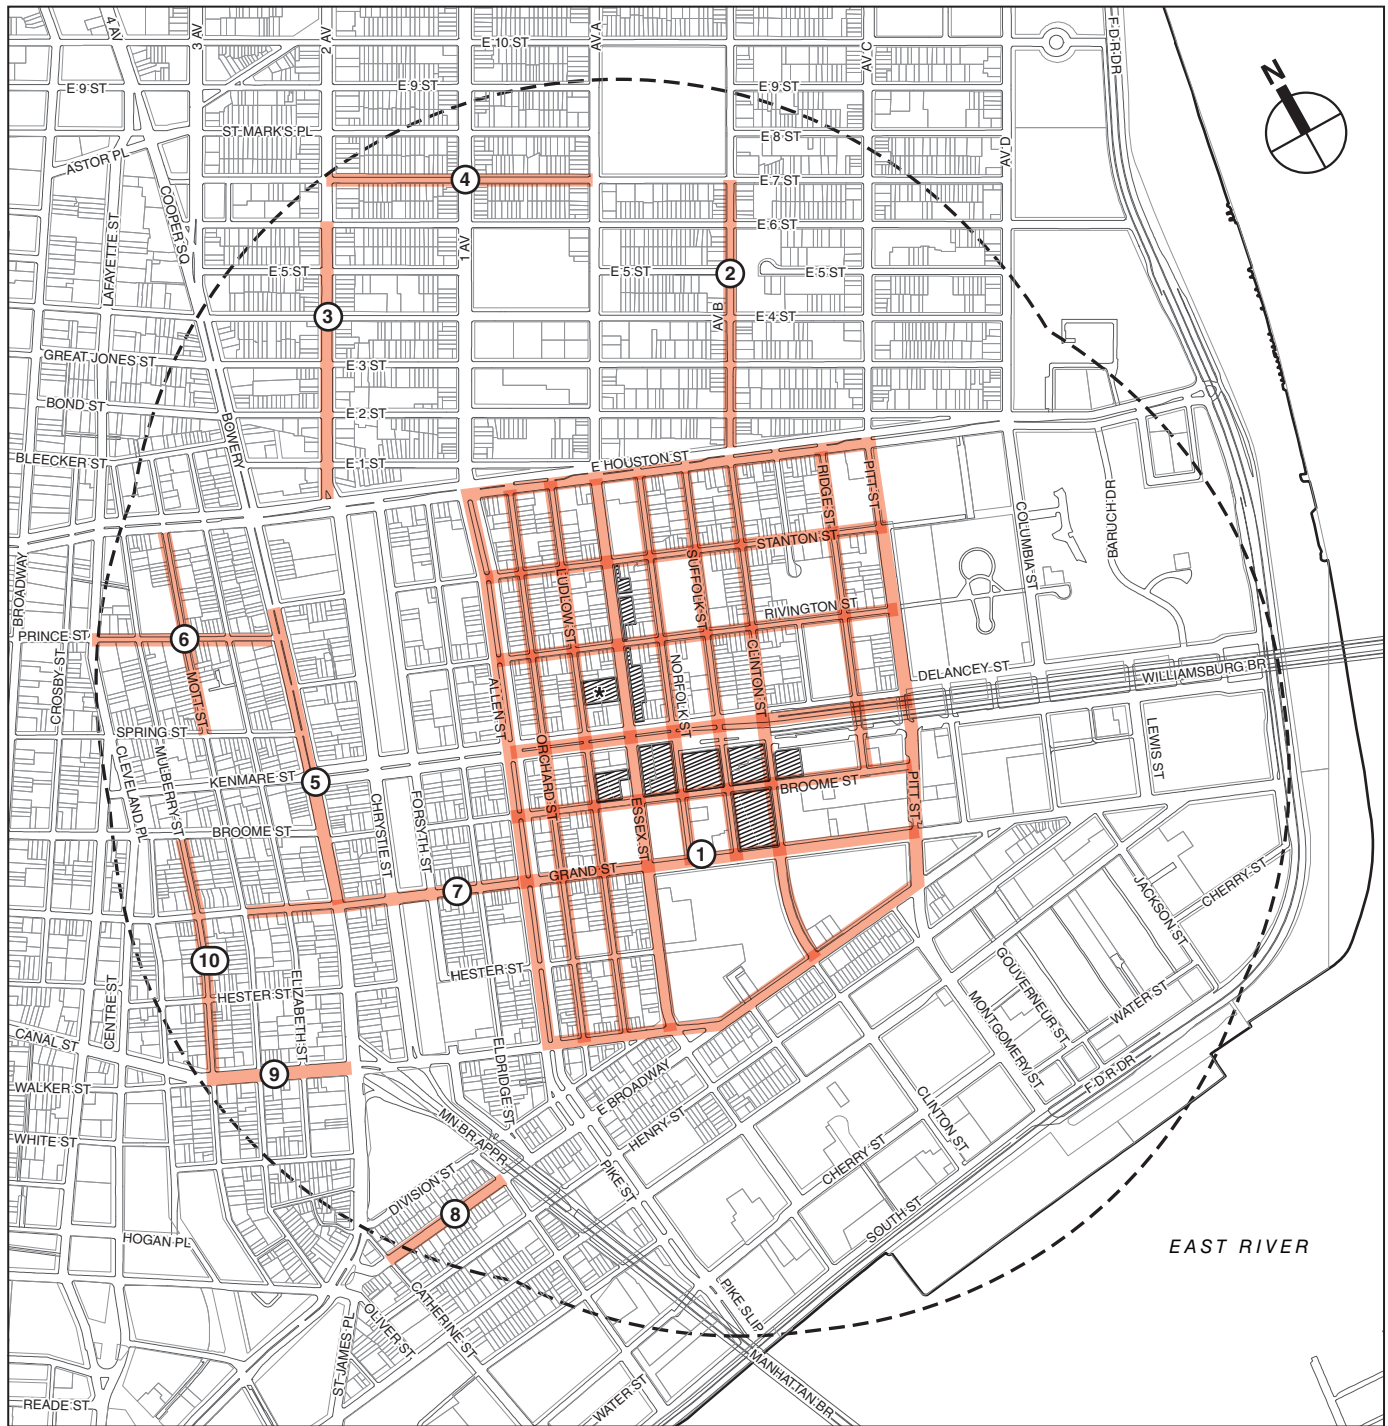 4 AV
3 AV
2 AV
AV A
AV C
F D R DR
E 10 ST
N
E 9 ST
E 9 ST
E 9 ST
ST MARK'S PL
E 8 ST
ASTOR PL
AV D
4
E 7 ST
COOPER SQ
LAFAYETTE ST
E 6 ST
1 AV
E 5 ST
E 5 ST
2
E 5 ST
3
AV B
E 4 ST
GREAT JONES ST
E 3 ST
BOND ST
E 2 ST
BOWERY
BLEECKER ST
E 1 ST
E HOUSTON ST
RIDGE ST
PITT ST
COLUMBIA ST
BARUCH DR
STANTON ST
BROADWAY
LUDLOW ST
SUFFOLK ST
RIVINGTON ST
PRINCE ST
6
CROSBY ST
MOTT ST
ALLEN ST
*
NORFOLK ST
CLINTON ST
DELANCEY ST
WILLIAMSBURG BR
SPRING ST
CLEVELAND PL
MULBERRY ST
KENMARE ST
5
ORCHARD ST
LEWIS ST
CHRYSTIE ST
FORSYTH ST
ESSEX ST
BROOME ST
PITT ST
BROOME ST
1
GRAND ST
7
JACKSON ST
CHERRY ST
10
HESTER ST
HESTER ST
ELIZABETH ST
CENTRE ST
GOUVERNEUR ST
MONTGOMERY ST
WATER ST
CANAL ST
ELDRIDGE ST
9
F D R DR
WALKER ST
E BROADWAY
MN BR APPR
HENRY ST
CLINTON ST
WHITE ST
CHERRY ST
PIKE ST
DIVISION ST
8
SOUTH ST
HOGAN PL
EAST RIVER
CATHERINE ST
OLIVER ST
PIKE SLIP
ST JAMES PL
MANHATTAN BR
WATER ST
READE ST